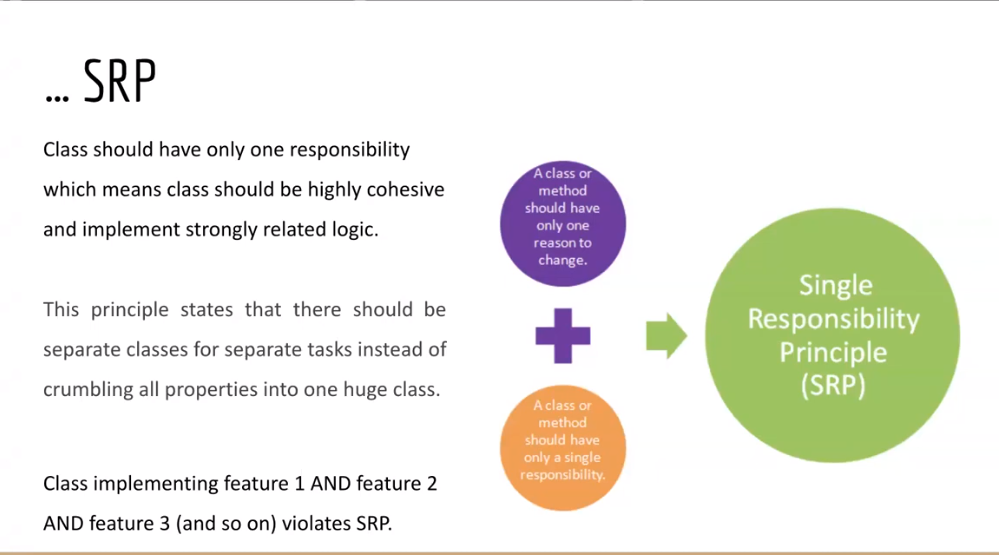 ... SRP
Class should have only one responsibility
which means class should be highly cohesive
and implement strongly related logic.
This principle states that there should be
separate classes for separate tasks instead of
crumbling all properties into one huge class.
Class implementing feature 1 AND feature 2
AND feature 3 (and so on) violates SRP.
A class or
method
should have
only one
reason to
change.
A class or
method
should have
only a single
responsibility.
Single
Responsibility
Principle
(SRP)